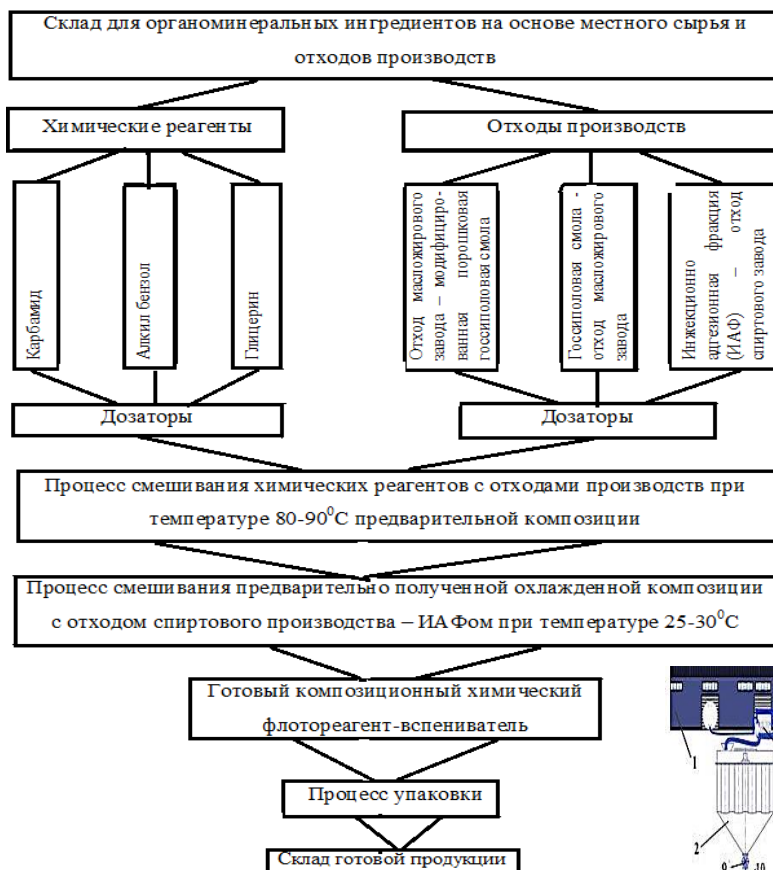 Склад для органоминеральных ингредиентов на основе местного сырья и
отходов производств
Химические реагенты
Отходы производств
Карбамид
Алкил бензол
Глицерин
Отход масложирового
завода – модифициро-
ванная порошковая
госсиполовая смола
Госсиполовая смола -
отход масложирового
завода
Инжекционно
адгезионная фракция
(ИАФ) – отход
спиртового завода
Дозаторы
Дозаторы
Процесс смешивания химических реагентов с отходами производств при
температуре 80-90⁰С предварительной композиции
Процесс смешивания предварительно полученной охлажденной композиции
с отходом спиртового производства – ИАФом при температуре 25-30⁰С
Готовый композиционный химический
флотореагент-вспениватель
1
Процесс упаковки
2
9 10
Склад готовой продукции